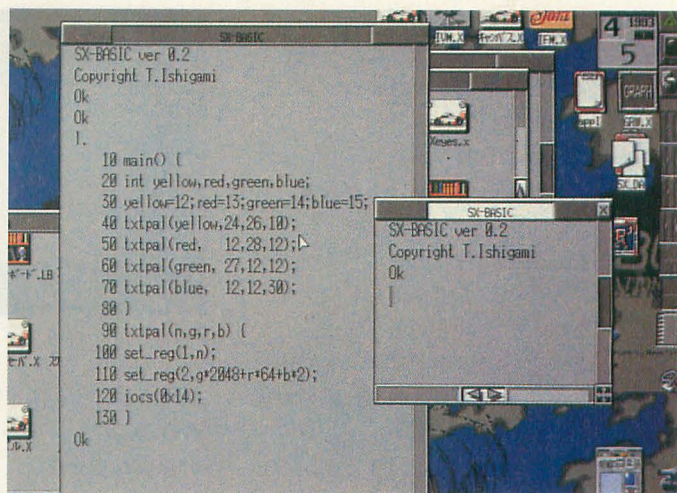 SX-BASIC
SX-BASIC ver 0.2
Copyright T.Ishigami
Ok
Ok
l.
10 main() {
20 int yellow,red,green,blue;
30 yellow=12;red=13;green=14;blue=15;
40 txtpal(yellow,24,26,10);
50 txtpal(red, 12,28,12);
60 txtpal(green, 27,12,12);
70 txtpal(blue, 12,12,30);
80 }
90 txtpal(n,g,r,b) {
100 set_reg(1,n);
110 set_reg(2,g*2048+r*64+b*2);
120 iocs(0x14);
130 }
Ok
SX-BASIC
SX-BASIC ver 0.2
Copyright T.Ishigami
Ok
Xeyes.x
4 1993
5
GRAPH
SX_DA